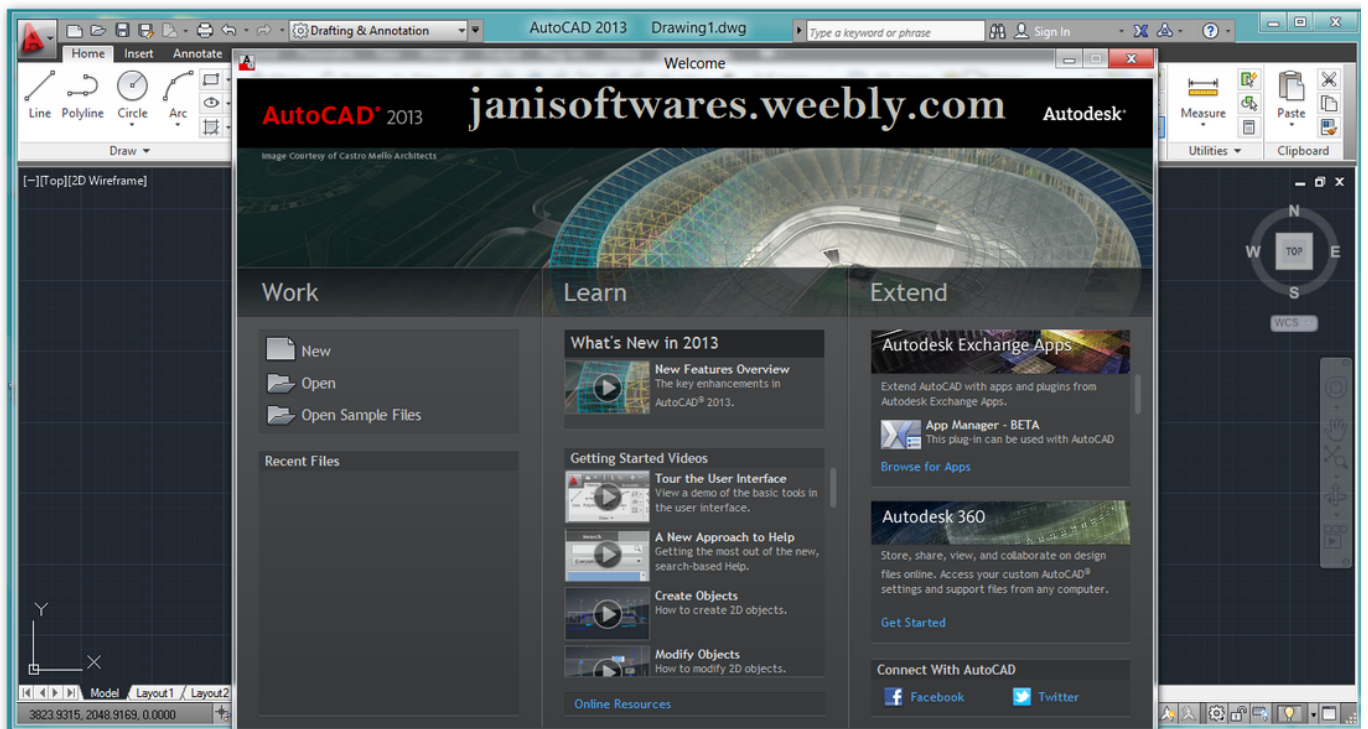 Drafting & Annotation
AutoCAD 2013 Drawing1.dwg
Type a keyword or phrase
Sign In
Home Insert Annotate
Welcome
Line Polyline Circle Arc
Draw
Measure
Utilities
Paste
Clipboard
AutoCAD® 2013
janisoftwares.weebly.com
Autodesk®
Image Courtesy of Castro Mello Architects
[−][Top][2D Wireframe]
N
W TOP E
S
WCS
Work
New
Open
Open Sample Files
Recent Files
Learn
What's New in 2013
New Features Overview
The key enhancements in
AutoCAD® 2013.
Getting Started Videos
Tour the User Interface
View a demo of the basic tools in
the user interface.
A New Approach to Help
Getting the most out of the new,
search-based Help.
Create Objects
How to create 2D objects.
Modify Objects
How to modify 2D objects.
Online Resources
Extend
Autodesk Exchange Apps
Extend AutoCAD with apps and plugins from
Autodesk Exchange Apps.
App Manager - BETA
This plug-in can be used with AutoCAD
Browse for Apps
Autodesk 360
Store, share, view, and collaborate on design
files online. Access your custom AutoCAD®
settings and support files from any computer.
Get Started
Connect With AutoCAD
Facebook Twitter
Y
X
Model Layout1 Layout2
3823.9315, 2048.9169, 0.0000